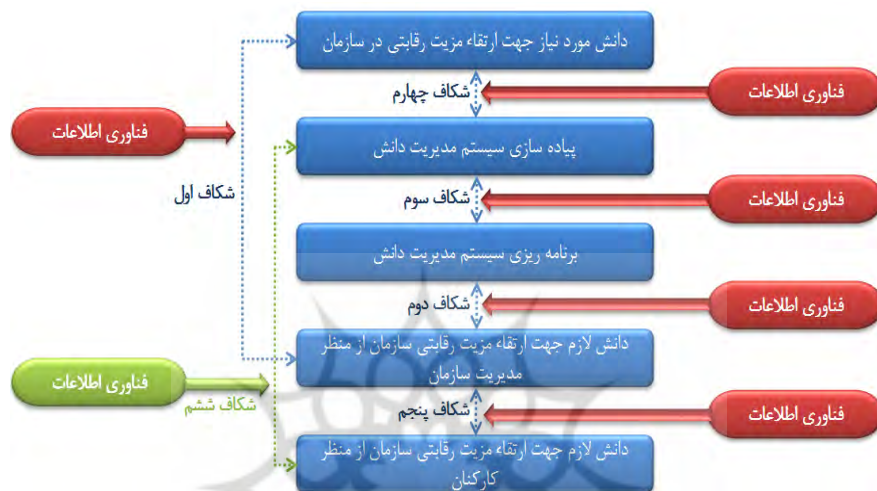 دانش مورد نیاز جهت ارتقاء مزیت رقابتی در سازمان
شکاف چهارم
فناوری اطلاعات
فناوری اطلاعات
پیاده سازی سیستم مدیریت دانش
شکاف اول
شکاف سوم
فناوری اطلاعات
برنامه ریزی سیستم مدیریت دانش
شکاف دوم
فناوری اطلاعات
دانش لازم جهت ارتقاء مزیت رقابتی سازمان از منظر
مدیریت سازمان
فناوری اطلاعات
شکاف ششم
شکاف پنجم
فناوری اطلاعات
دانش لازم جهت ارتقاء مزیت رقابتی سازمان از منظر
کارکنان